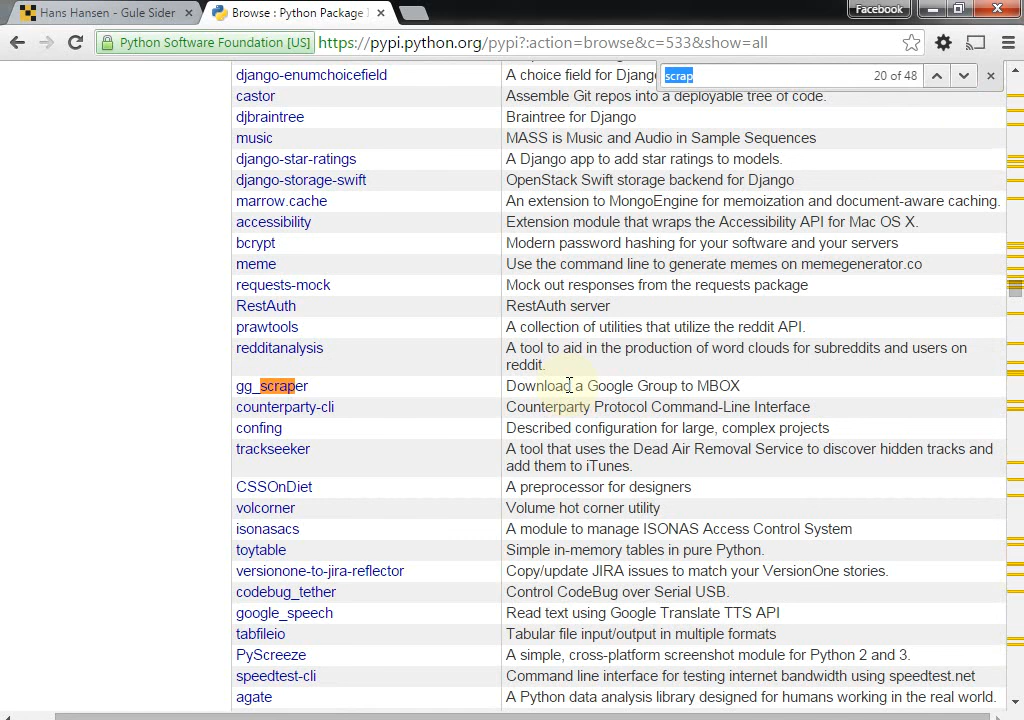 Hans Hansen - Gule Sider
Browse : Python Package I
Facebook
Python Software Foundation [US]
https://pypi.python.org/pypi?:action=browse&c=533&show=all
scrap
20 of 48
django-enumchoicefield A choice field for Django
castor Assemble Git repos into a deployable tree of code.
djbraintree Braintree for Django
music MASS is Music and Audio in Sample Sequences
django-star-ratings A Django app to add star ratings to models.
django-storage-swift OpenStack Swift storage backend for Django
marrow.cache An extension to MongoEngine for memoization and document-aware caching.
accessibility Extension module that wraps the Accessibility API for Mac OS X.
bcrypt Modern password hashing for your software and your servers
meme Use the command line to generate memes on memegenerator.co
requests-mock Mock out responses from the requests package
RestAuth RestAuth server
prawtools A collection of utilities that utilize the reddit API.
redditanalysis A tool to aid in the production of word clouds for subreddits and users on
reddit.
gg_scraper Download a Google Group to MBOX
counterparty-cli Counterparty Protocol Command-Line Interface
confing Described configuration for large, complex projects
trackseeker A tool that uses the Dead Air Removal Service to discover hidden tracks and
add them to iTunes.
CSSOnDiet A preprocessor for designers
volcorner Volume hot corner utility
isonasacs A module to manage ISONAS Access Control System
toytable Simple in-memory tables in pure Python.
versionone-to-jira-reflector Copy/update JIRA issues to match your VersionOne stories.
codebug_tether Control CodeBug over Serial USB.
google_speech Read text using Google Translate TTS API
tabfileio Tabular file input/output in multiple formats
PyScreeze A simple, cross-platform screenshot module for Python 2 and 3.
speedtest-cli Command line interface for testing internet bandwidth using speedtest.net
agate A Python data analysis library designed for humans working in the real world.